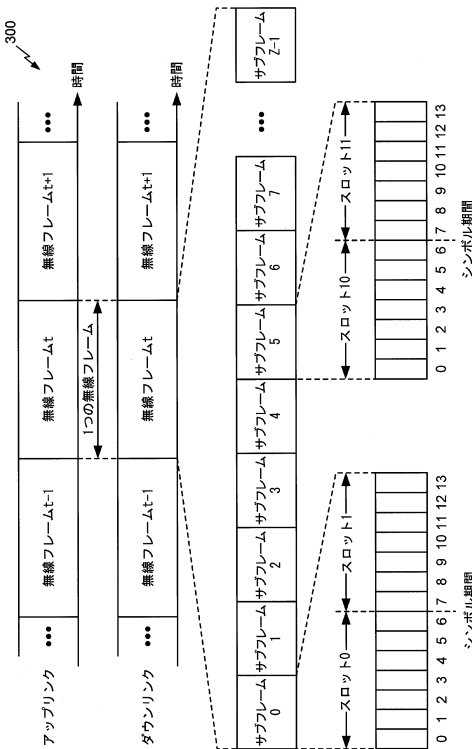 300
アップリンク
••• 無線フレームt-1 無線フレームt 無線フレームt+1 •••
時間
1つの無線フレーム
ダウンリンク
••• 無線フレームt-1 無線フレームt 無線フレームt+1 •••
時間
サブフレーム 0 サブフレーム 1 サブフレーム 2 サブフレーム 3 サブフレーム 4 サブフレーム 5 サブフレーム 6 サブフレーム 7 ••• サブフレーム Z-1
スロット0 スロット1
0 1 2 3 4 5 6 7 8 9 10 11 12 13
シンボル期間
スロット10 スロット11
0 1 2 3 4 5 6 7 8 9 10 11 12 13
シンボル期間